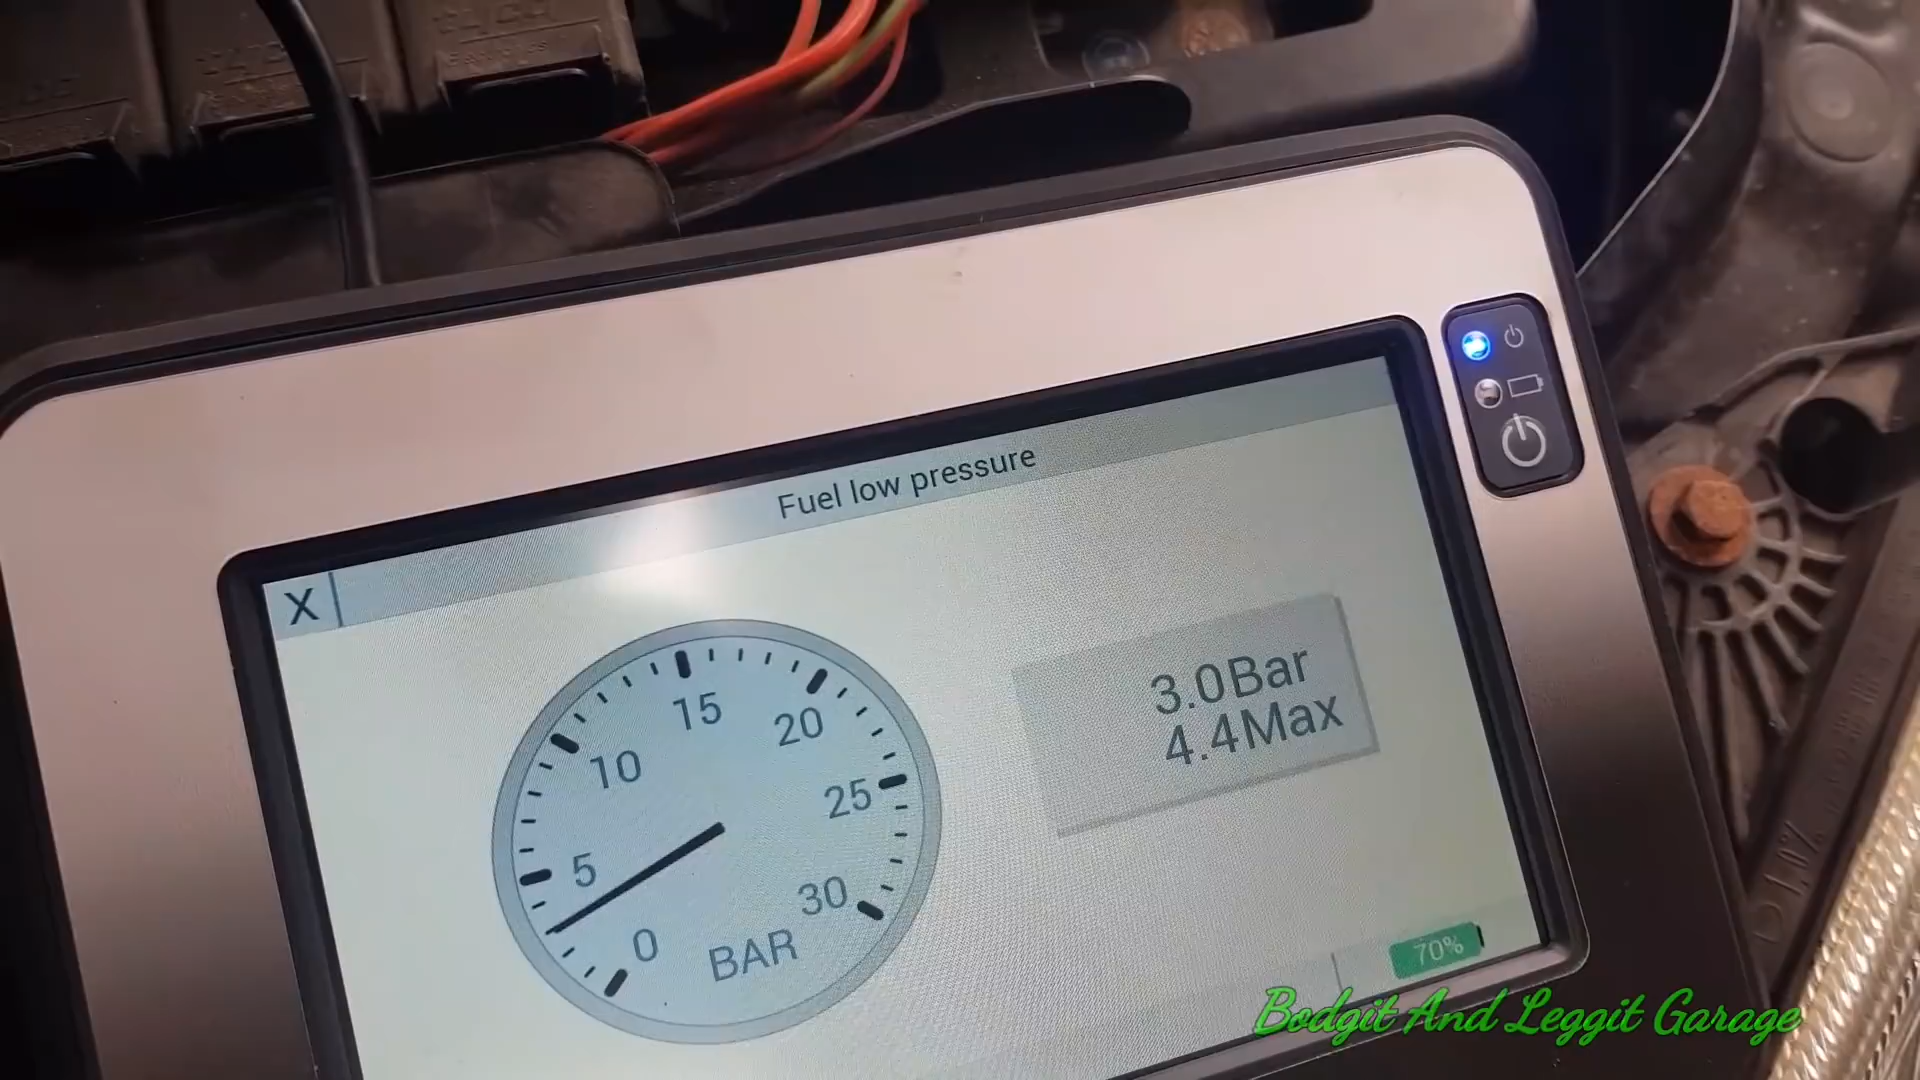 Fuel low pressure
X
15
20
10
25
5
30
0
BAR
3.0Bar
4.4Max
70%
Bodgit And Leggit Garage